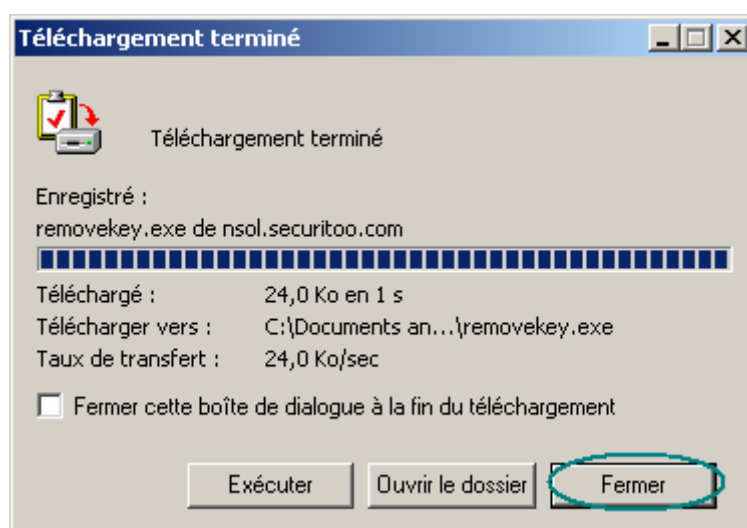 Téléchargement terminé
Téléchargement terminé
Enregistré :
removekey.exe de nsol.securitoo.com
Téléchargé : 24,0 Ko en 1 s
Télécharger vers : C:\Documents an...\removekey.exe
Taux de transfert : 24,0 Ko/sec
Fermer cette boîte de dialogue à la fin du téléchargement
Exécuter Ouvrir le dossier Fermer